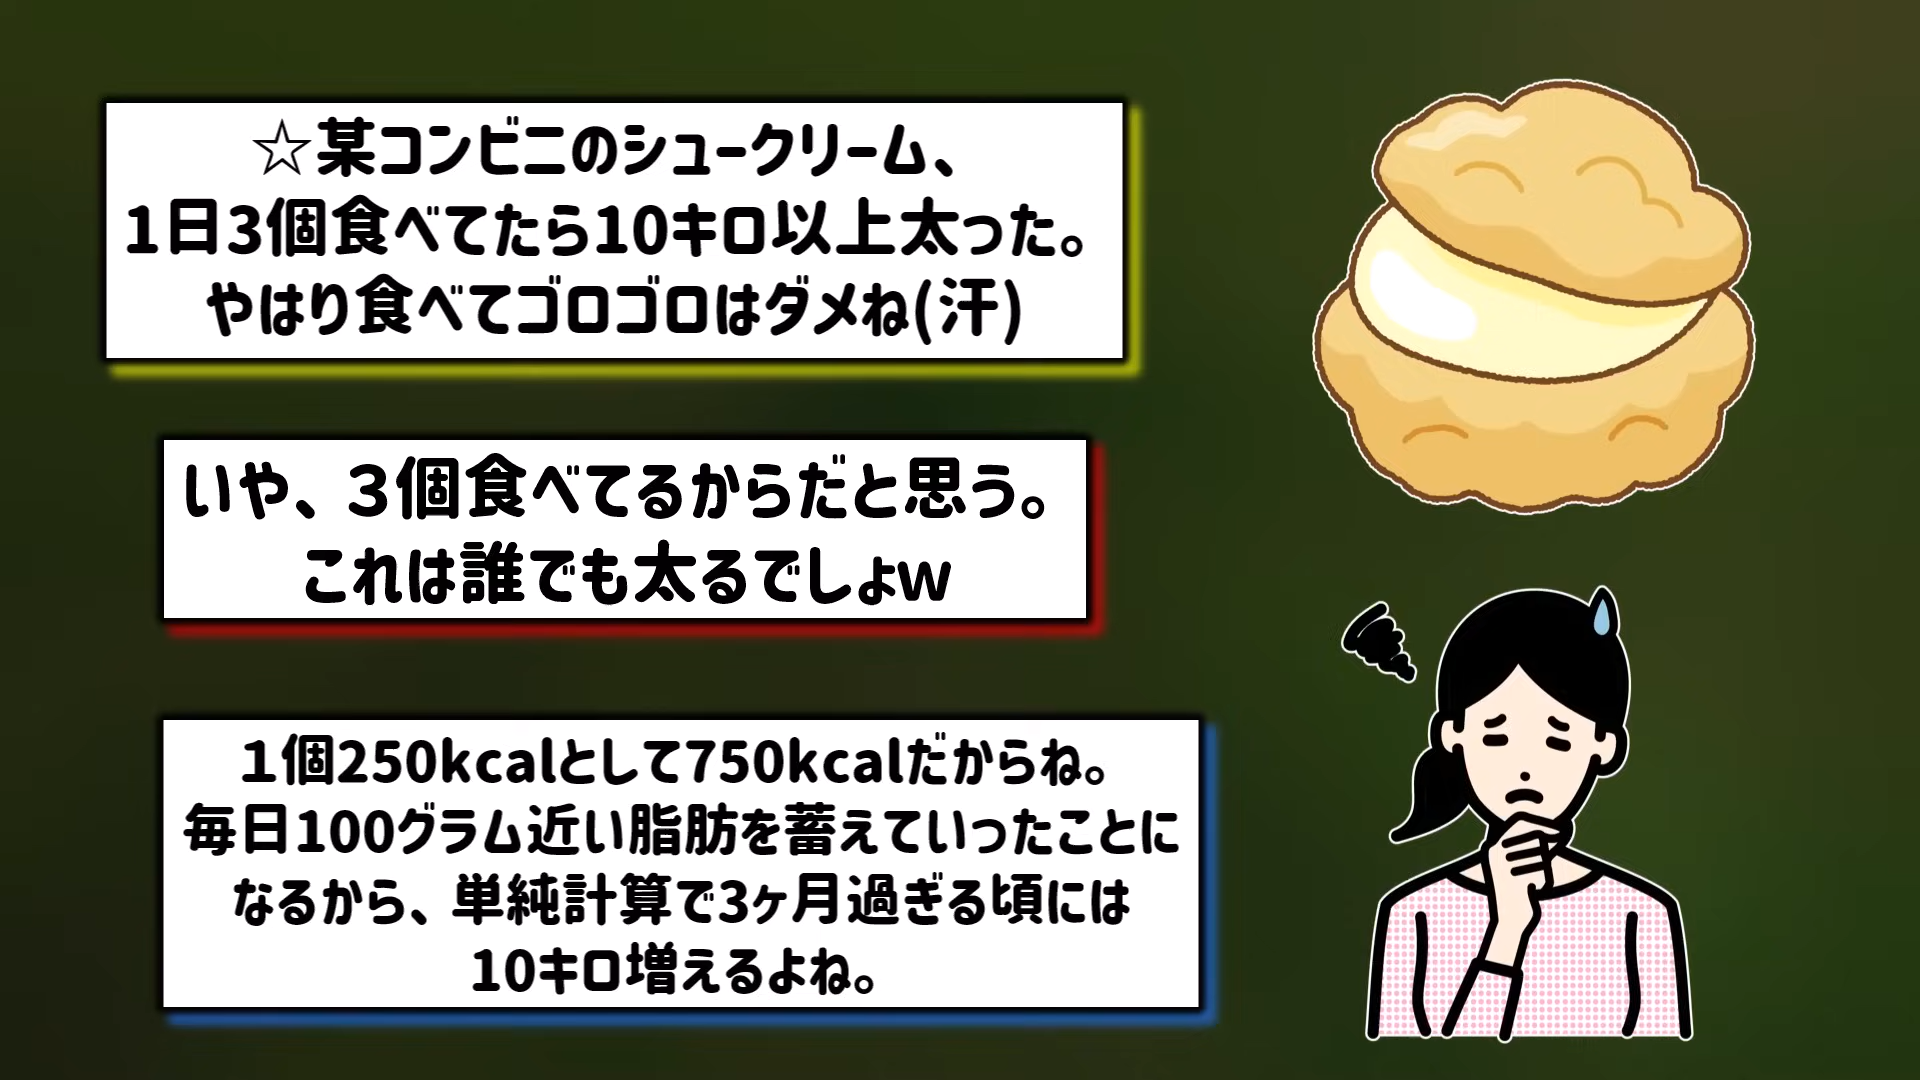 ☆某コンビニのシュークリーム、
1日3個食べてたら10キロ以上太った。
やはり食べてゴロゴロはダメね(汗)
いや、３個食べてるからだと思う。
これは誰でも太るでしょw
１個250kcalとして750kcalだからね。
毎日100グラム近い脂肪を蓄えていったことに
なるから、単純計算で3ヶ月過ぎる頃には
10キロ増えるよね。